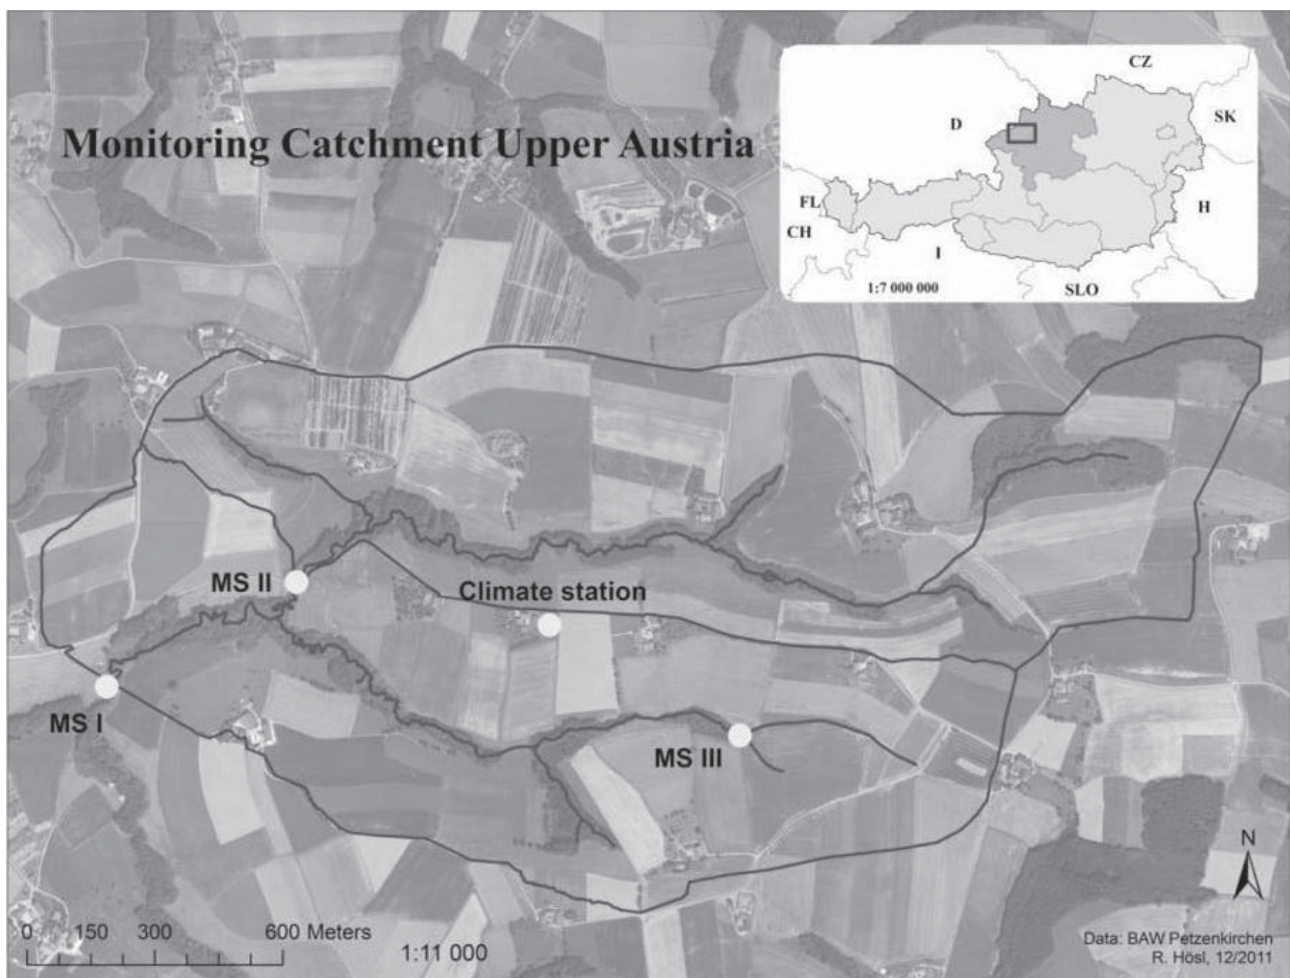 Monitoring Catchment Upper Austria
CZ
D
SK
FL
H
CH
I
1:7 000 000
SLO
MS II
Climate station
MS I
MS III
N
0 150 300 600 Meters
1:11 000
Data: BAW Petzenkirchen
R. Hösl, 12/2011